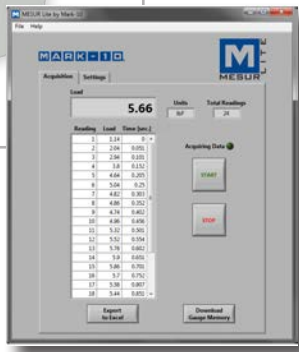 MESUR Lite by Mark-10
File Help
MARK-10
M
MESUR
LITE
Acquisition Settings
Load
5.66
Units
lbF
Total Readings
24
Reading Load Time [sec.]
1 1.14 0
2 2.04 0.051
3 2.94 0.101
4 3.8 0.152
5 4.64 0.205
6 5.04 0.25
7 4.82 0.303
8 4.86 0.352
9 4.74 0.402
10 4.96 0.456
11 5.32 0.501
12 5.52 0.554
13 5.76 0.602
14 5.9 0.651
15 5.96 0.701
16 5.7 0.752
17 5.56 0.807
18 5.44 0.851
Acquiring Data
START
STOP
Export
to Excel
Download
Gauge Memory